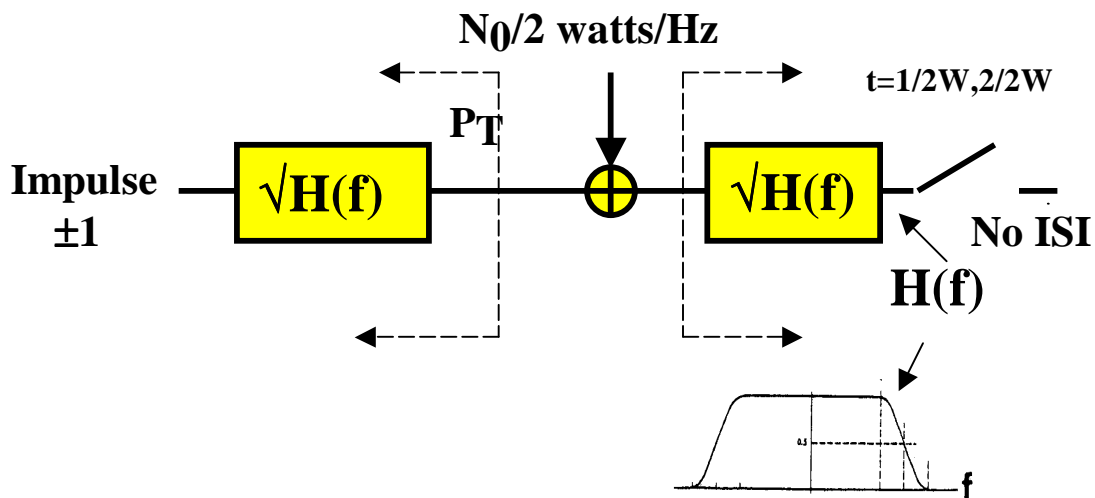 N0/2 watts/Hz
t=1/2W,2/2W
PT
Impulse
±1
√H(f)
√H(f)
No ISI
H(f)
0.5
f